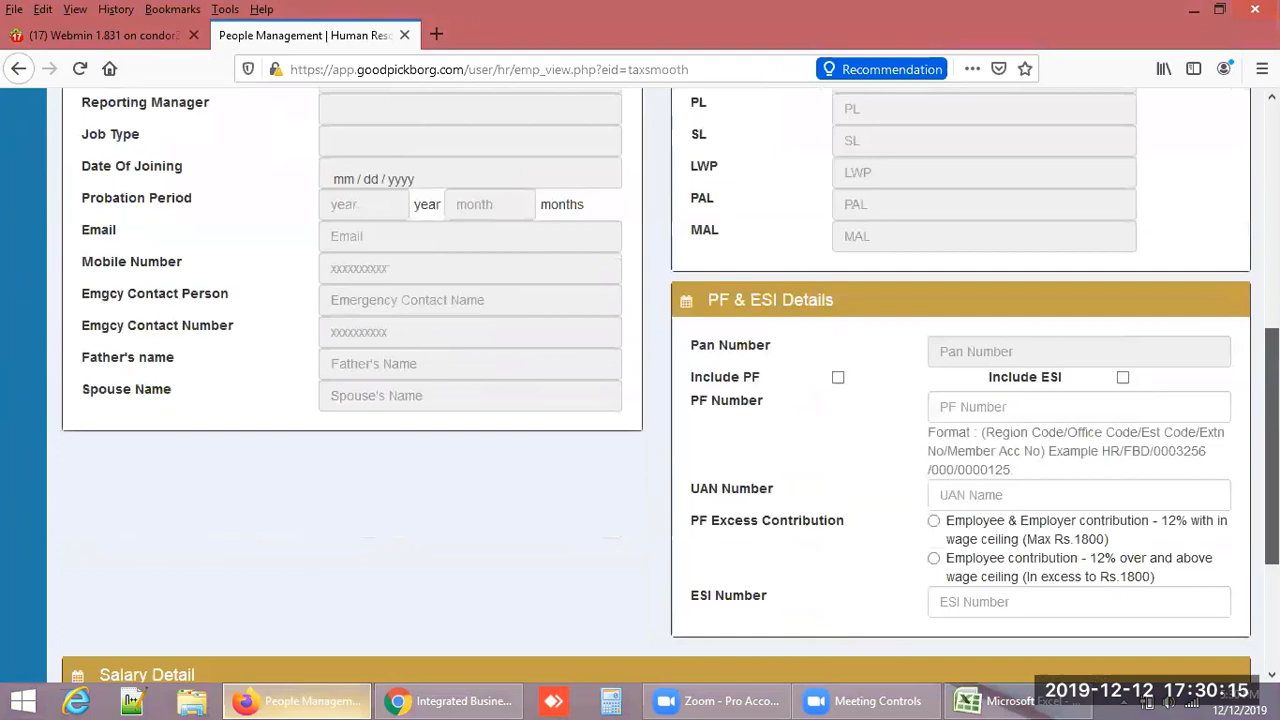 File Edit View History Bookmarks Tools Help
(17) Webmin 1.831 on condor2
People Management | Human Resc
https://app.goodpickborg.com/user/hr/emp_view.php?eid=taxsmooth
Recommendation
Reporting Manager
Job Type
Date Of Joining
mm / dd / yyyy
Probation Period
year
year
month
months
Email
Email
Mobile Number
xxxxxxxxxx
Emgcy Contact Person
Emergency Contact Name
Emgcy Contact Number
xxxxxxxxxx
Father's name
Father's Name
Spouse Name
Spouse's Name
PL
PL
SL
SL
LWP
LWP
PAL
PAL
MAL
MAL
PF & ESI Details
Pan Number
Pan Number
Include PF
Include ESI
PF Number
PF Number
Format : (Region Code/Office Code/Est Code/Extn
No/Member Acc No) Example HR/FBD/0003256
/000/0000125.
UAN Number
UAN Name
PF Excess Contribution
Employee & Employer contribution - 12% with in
wage ceiling (Max Rs.1800)
Employee contribution - 12% over and above
wage ceiling (In excess to Rs.1800)
ESI Number
ESI Number
Salary Detail
People Managem...
Integrated Busine...
Zoom - Pro Acco...
Meeting Controls
Microsoft Excel
2019-12-12 17:30:15
12/12/2019